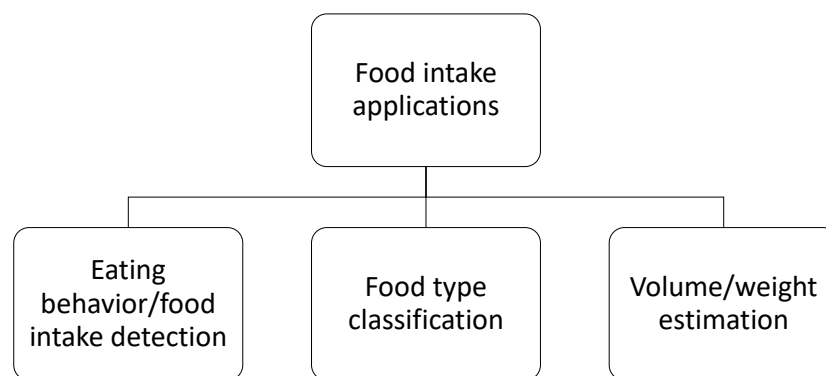 Food intake
applications
Eating
behavior/food
intake detection
Food type
classification
Volume/weight
estimation